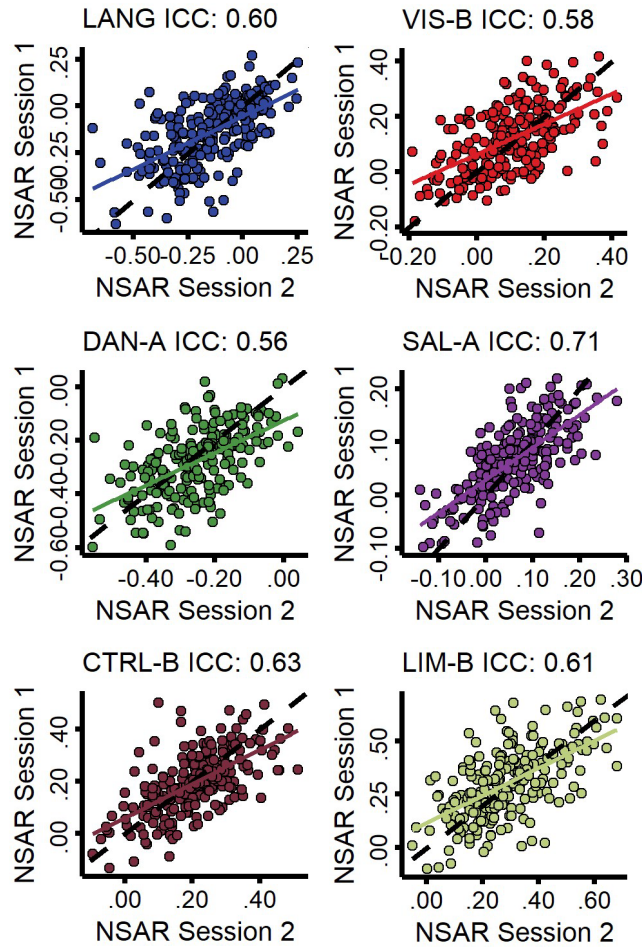 LANG ICC: 0.60
VIS-B ICC: 0.58
NSAR Session 1
.25
.00
-0.25
-0.50
-0.50
-0.25
.00
.25
NSAR Session 2
NSAR Session 1
.40
.20
.00
-0.20
-0.20
.00
.20
.40
NSAR Session 2
DAN-A ICC: 0.56
SAL-A ICC: 0.71
NSAR Session 1
.00
-0.20
-0.40
-0.60
-0.40
-0.20
.00
NSAR Session 2
NSAR Session 1
.20
.10
.00
-0.10
-0.10
.00
.10
.20
.30
NSAR Session 2
CTRL-B ICC: 0.63
LIM-B ICC: 0.61
NSAR Session 1
.40
.20
.00
.00
.20
.40
NSAR Session 2
NSAR Session 1
.50
.25
.00
.00
.20
.40
.60
NSAR Session 2